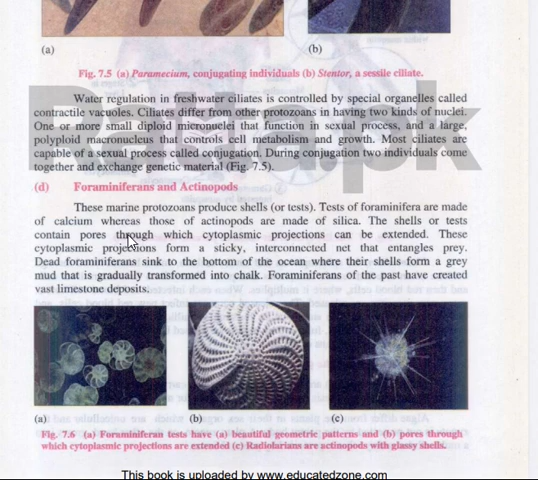 (a)
(b)
Fig. 7.5 (a) Paramecium, conjugating individuals (b) Stentor, a sessile ciliate.
Water regulation in freshwater ciliates is controlled by special organelles called
contractile vacuoles. Ciliates differ from other protozoans in having two kinds of nuclei.
One or more small diploid micronuclei that function in sexual process, and a large,
polyploid macronucleus that controls cell metabolism and growth. Most ciliates are
capable of a sexual process called conjugation. During conjugation two individuals come
together and exchange genetic material (Fig. 7.5).
(d) Foraminiferans and Actinopods
These marine protozoans produce shells (or tests). Tests of foraminifera are made
of calcium whereas those of actinopods are made of silica. The shells or tests
contain pores through which cytoplasmic projections can be extended. These
cytoplasmic projections form a sticky, interconnected net that entangles prey.
Dead foraminiferans sink to the bottom of the ocean where their shells form a grey
mud that is gradually transformed into chalk. Foraminiferans of the past have created
vast limestone deposits.
(a)
(b)
(c)
Fig. 7.6 (a) Foraminiferan tests have (a) beautiful geometric patterns and (b) pores through
which cytoplasmic projections are extended (c) Radiolarians are actinopods with glassy shells.
This book is uploaded by www.educatedzone.com